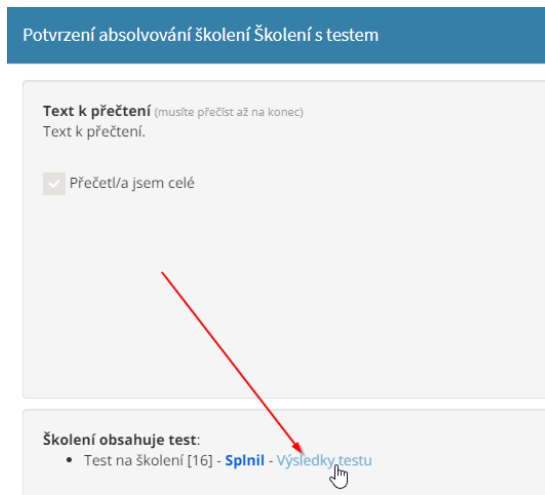 Potvrzení absolvování školení Školení s testem
Text k přečtení (musíte přečíst až na konec)
Text k přečtení.
Přečetl/a jsem celé
Školení obsahuje test:
• Test na školení [16] - Splnil - Výsledky testu